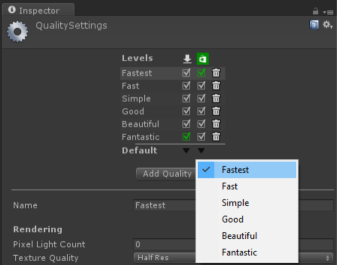 Inspector
QualitySettings
Levels
Fastest
Fast
Simple
Good
Beautiful
Fantastic
Default
Add Quality
Fastest
Fast
Simple
Good
Beautiful
Fantastic
Name Fastest
Rendering
Pixel Light Count 0
Texture Quality Half Res